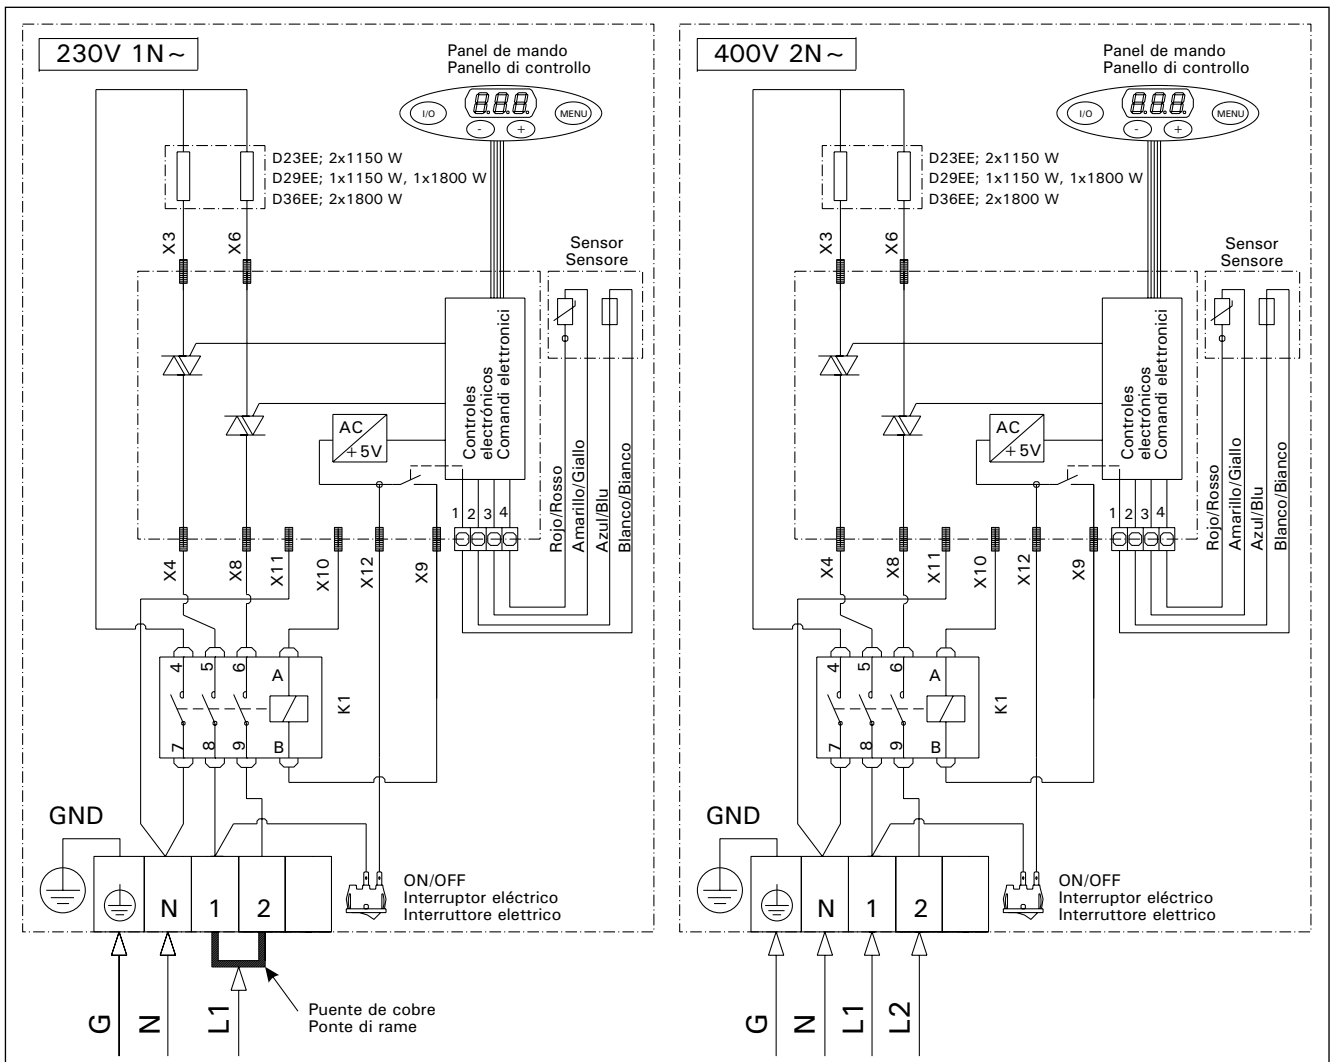 230V 1N~
Panel de mando
Panello di controllo
I/O
8.8.8.
MENU
-
+
D23EE; 2x1150 W
D29EE; 1x1150 W, 1x1800 W
D36EE; 2x1800 W
X3
X6
Sensor
Sensore
Controles
electrónicos
Comandi elettronici
AC
+5V
Rojo/Rosso
Amarillo/Giallo
Azul/Blu
Blanco/Bianco
1
2
3
4
X4
X8
X11
X10
X12
X9
4
5
6
A
K1
7
8
9
B
GND
N
1
2
ON/OFF
Interruptor eléctrico
Interruttore elettrico
G
N
L1
Puente de cobre
Ponte di rame
400V 2N~
Panel de mando
Panello di controllo
I/O
8.8.8.
MENU
-
+
D23EE; 2x1150 W
D29EE; 1x1150 W, 1x1800 W
D36EE; 2x1800 W
X3
X6
Sensor
Sensore
Controles
electrónicos
Comandi elettronici
AC
+5V
Rojo/Rosso
Amarillo/Giallo
Azul/Blu
Blanco/Bianco
1
2
3
4
X4
X8
X11
X10
X12
X9
4
5
6
A
K1
7
8
9
B
GND
N
1
2
ON/OFF
Interruptor eléctrico
Interruttore elettrico
G
N
L1
L2